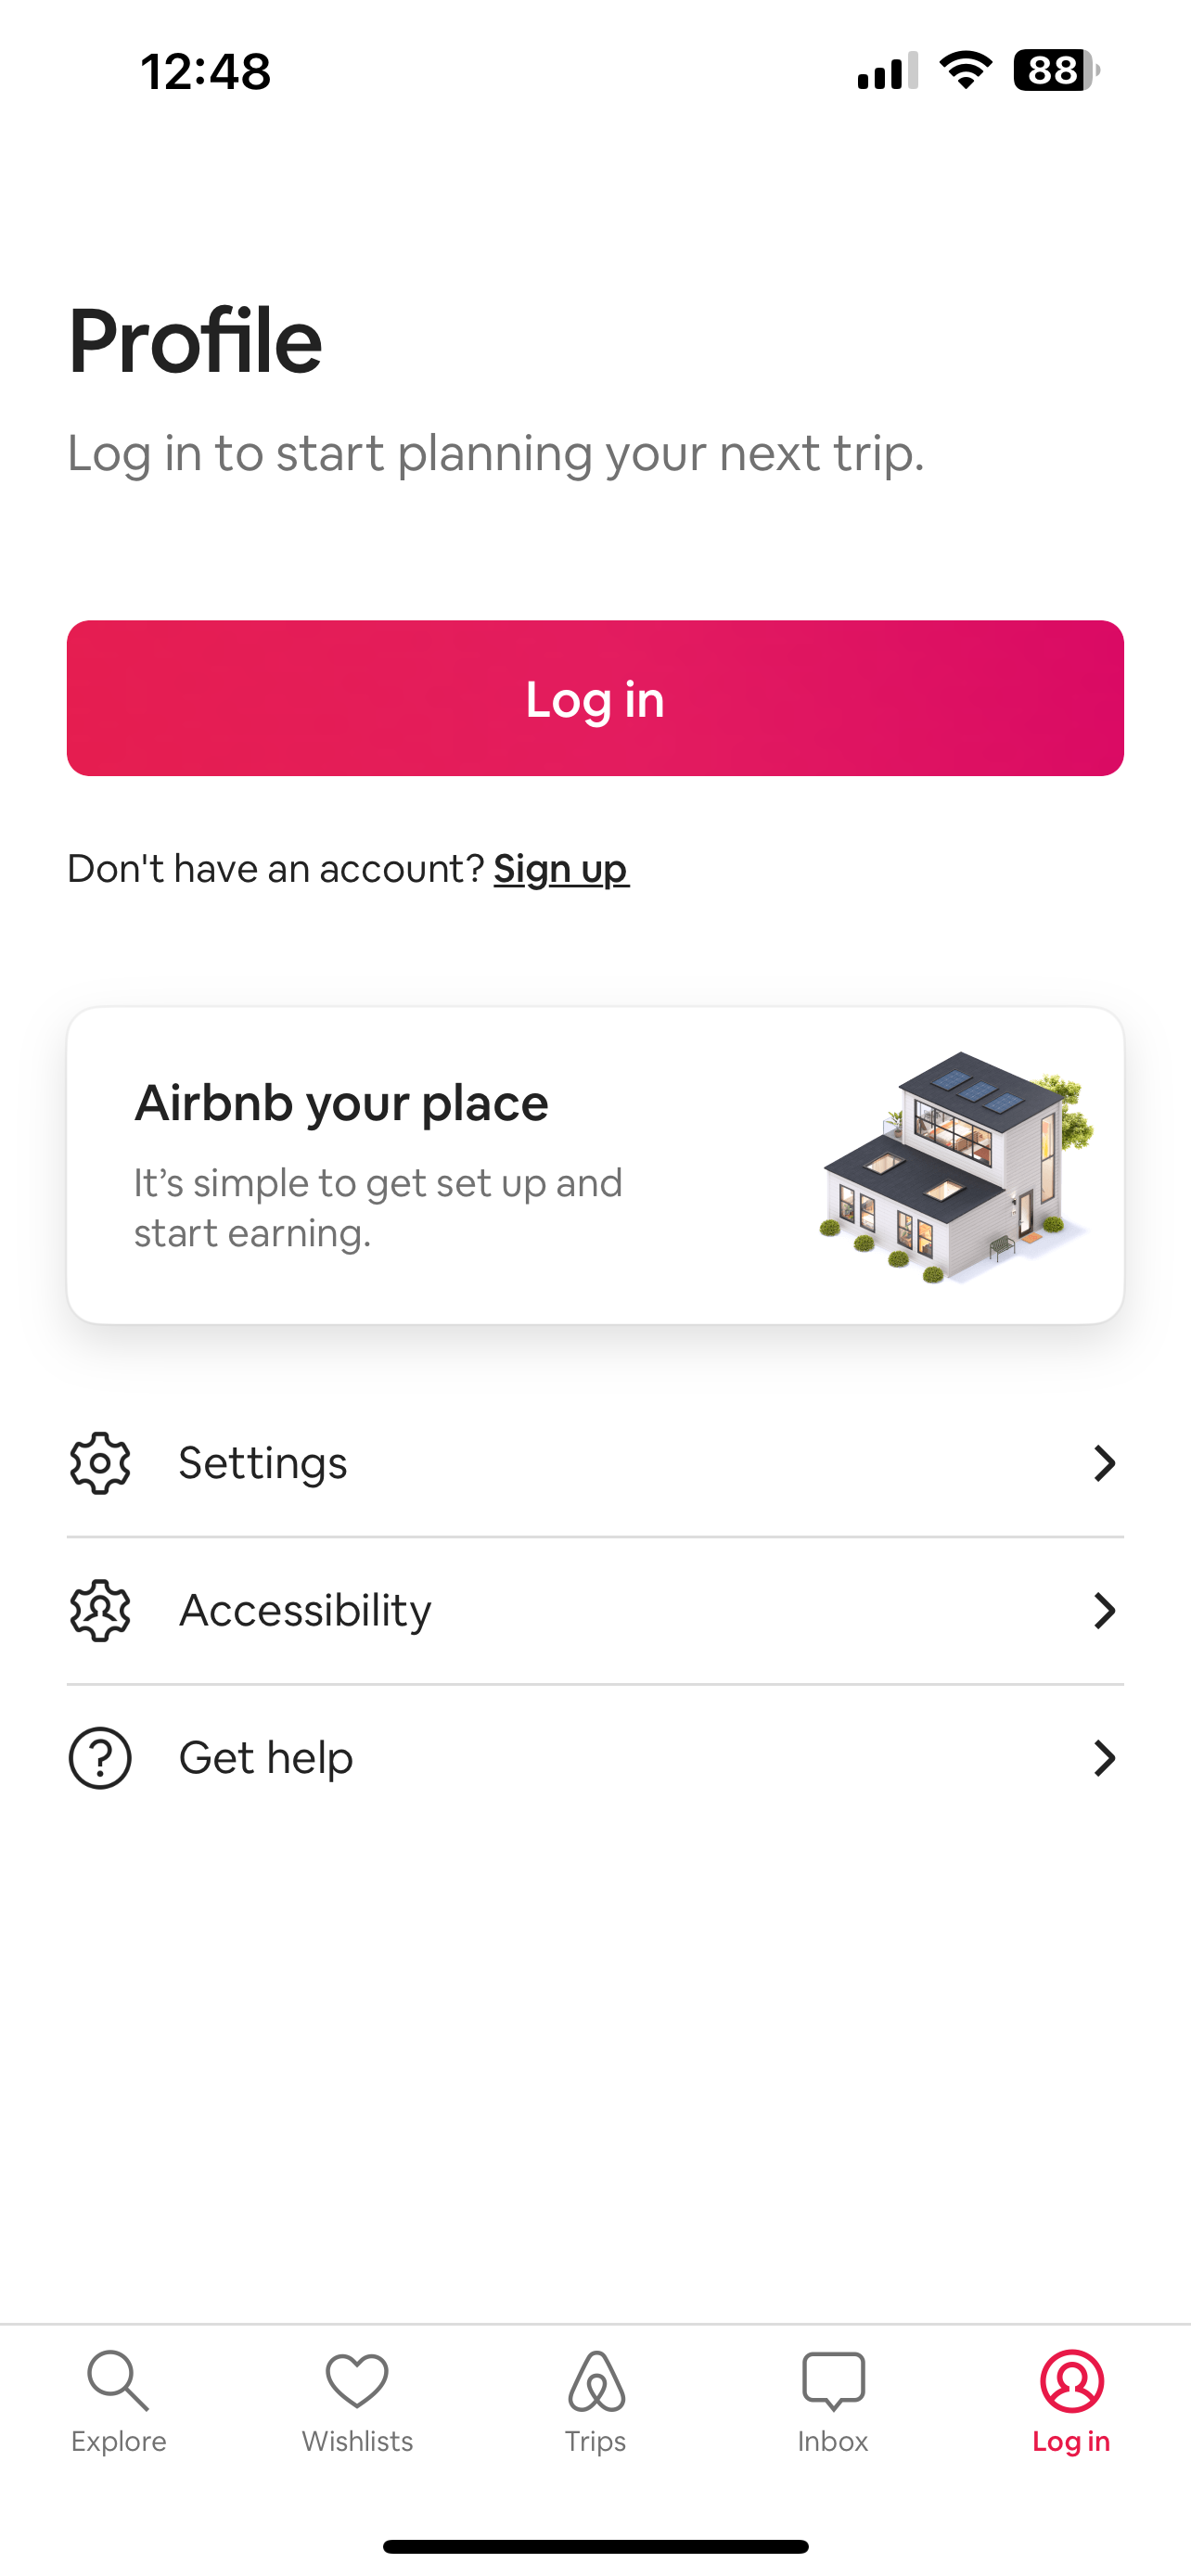 12:48
88
Profile
Log in to start planning your next trip.
Log in
Don't have an account? Sign up
Airbnb your place
It’s simple to get set up and
start earning.
Settings
Accessibility
Get help
Explore
Wishlists
Trips
Inbox
Log in